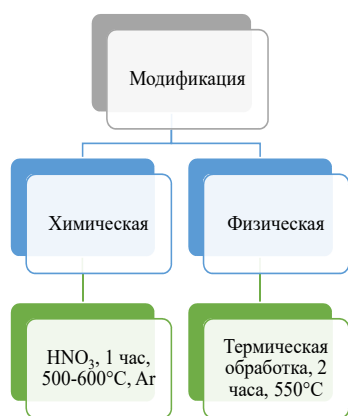 Модификация
Химическая
Физическая
HNO₃, 1 час,
500-600°C, Ar
Термическая
обработка, 2
часа, 550°C